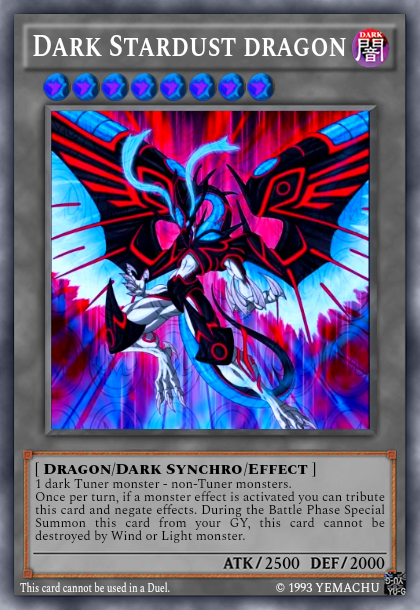 DARK STARDUST DRAGON
DARK
闇
[ DRAGON/DARK SYNCHRO/EFFECT ]
1 dark Tuner monster - non-Tuner monsters.
Once per turn, if a monster effect is activated you can tribute
this card and negate effects. During the Battle Phase Special
Summon this card from your GY, this card cannot be
destroyed by Wind or Light monster.
ATK/2500 DEF/2000
This card cannot be used in a Duel.
© 1993 YEMACHU